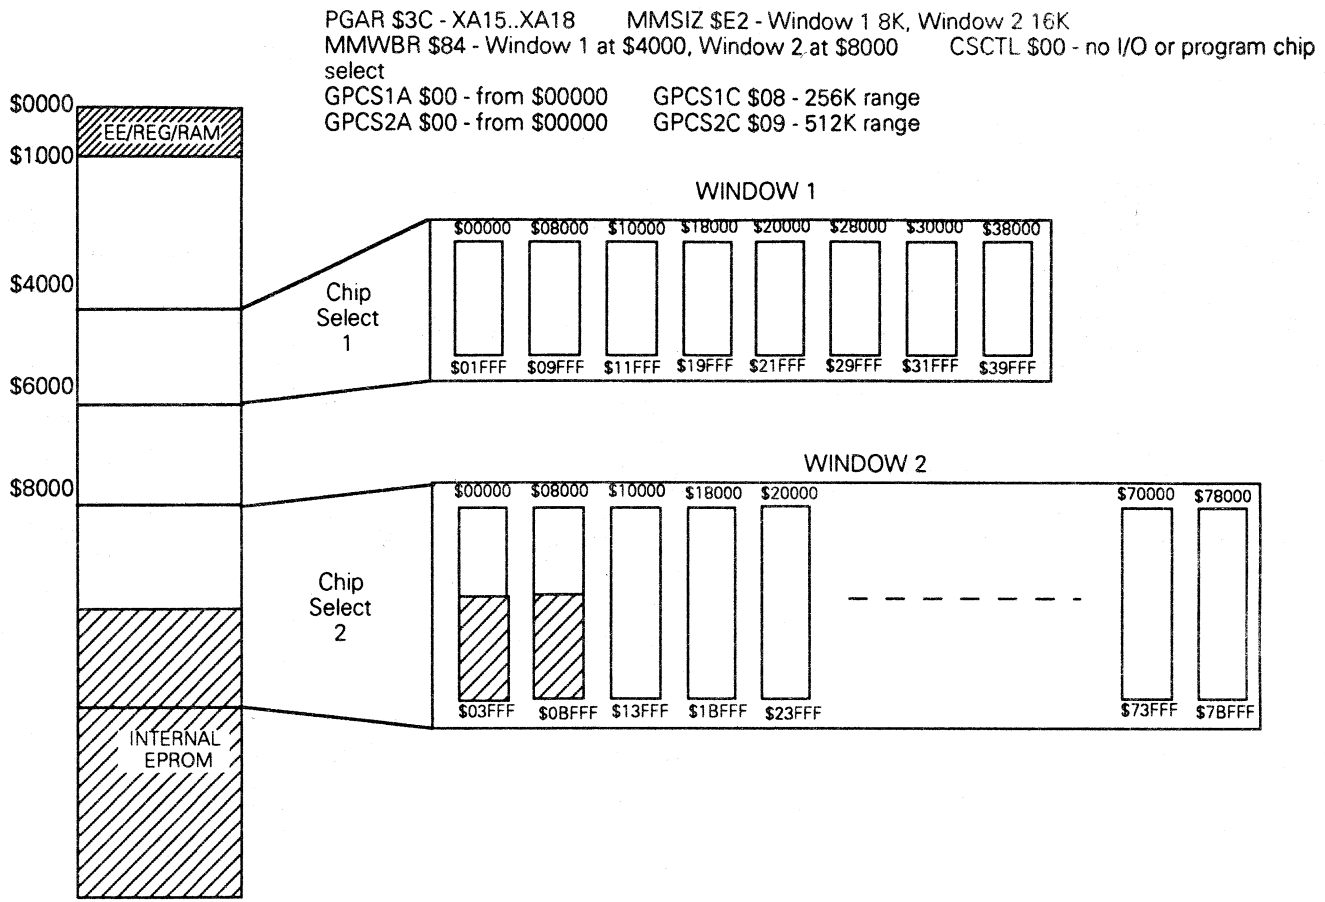 PGAR $3C - XA15..XA18 MMSIZ $E2 - Window 1 8K, Window 2 16K
MMWBR $84 - Window 1 at $4000, Window 2 at $8000 CSCTL $00 - no I/O or program chip
select
GPCS1A $00 - from $00000 GPCS1C $08 - 256K range
GPCS2A $00 - from $00000 GPCS2C $09 - 512K range
$0000
EE/REG/RAM
$1000
$4000
$6000
$8000
INTERNAL
EPROM
WINDOW 1
Chip
Select
1
$00000 $08000 $10000 $18000 $20000 $28000 $30000 $38000
$01FFF $09FFF $11FFF $19FFF $21FFF $29FFF $31FFF $39FFF
WINDOW 2
Chip
Select
2
$00000 $08000 $10000 $18000 $20000 $70000 $78000
$03FFF $0BFFF $13FFF $1BFFF $23FFF $73FFF $7BFFF